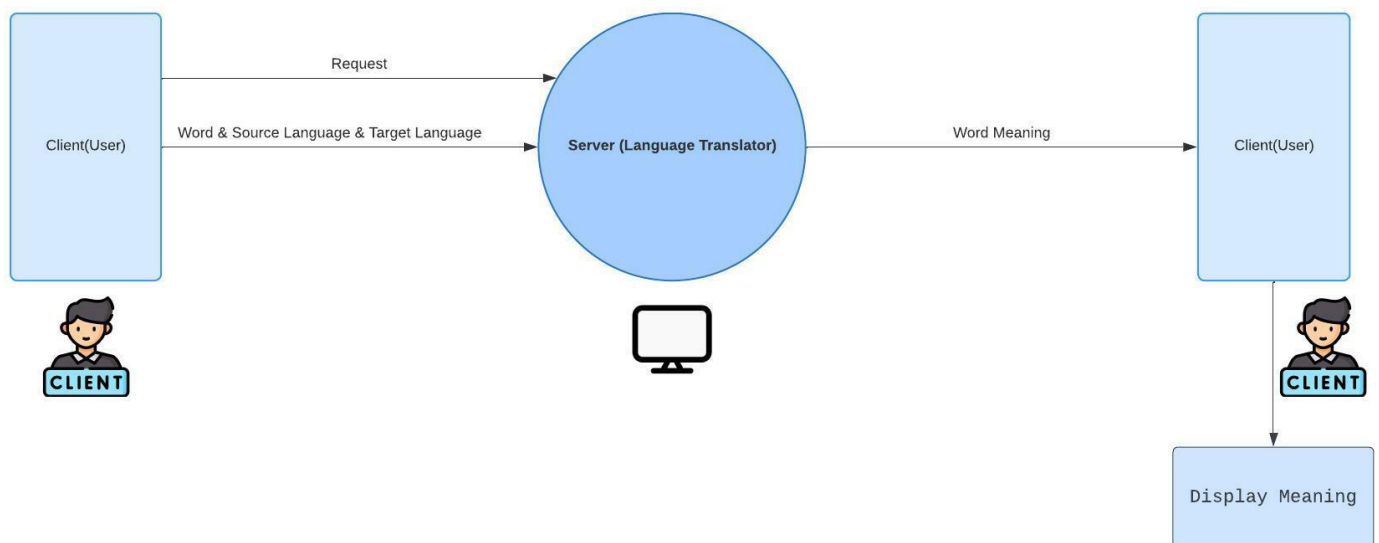 Request
Client(User)
Word & Source Language & Target Language
Server (Language Translator)
Word Meaning
Client(User)
CLIENT
CLIENT
Display Meaning